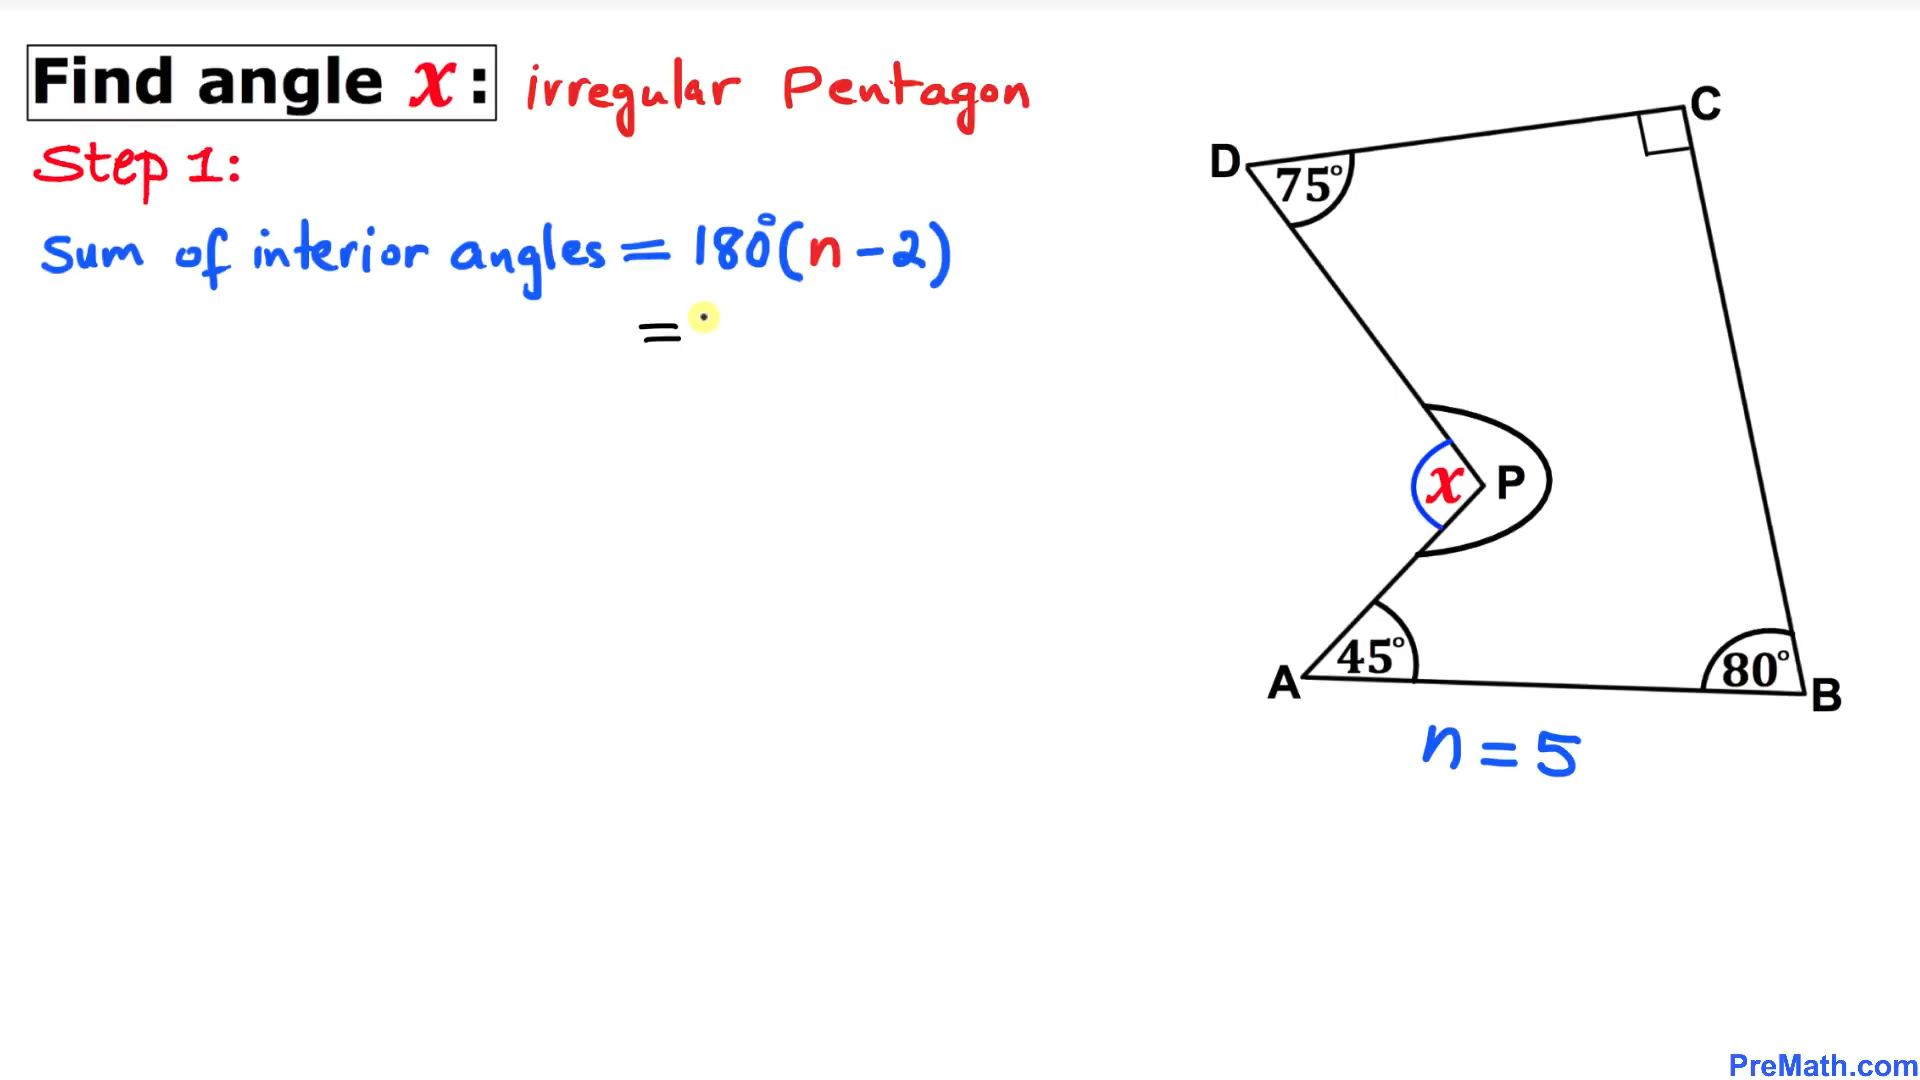 Find angle x: irregular Pentagon
Step 1:
Sum of interior angles = 180°(n-2)
=
C
D
75°
x
P
45°
80°
A
B
n = 5
PreMath.com